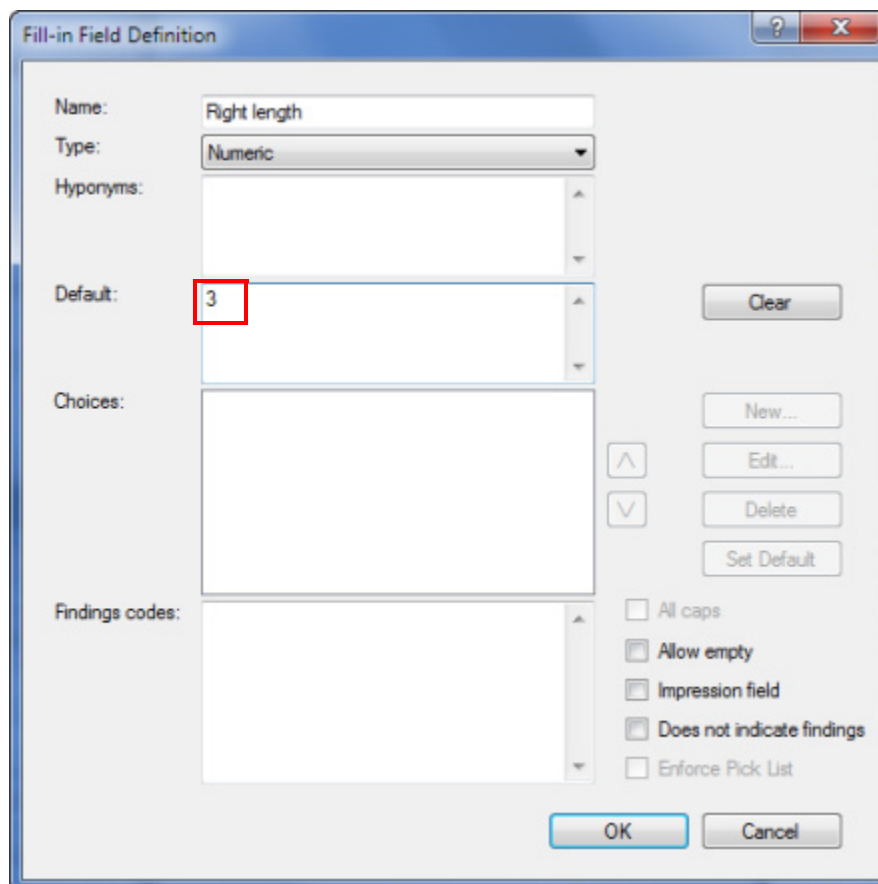 Fill-in Field Definition
Name: Right length
Type: Numeric
Hyponyms:
Default: 3 Clear
Choices: New...
Edit...
Delete
Set Default
Findings codes: All caps
Allow empty
Impression field
Does not indicate findings
Enforce Pick List
OK Cancel